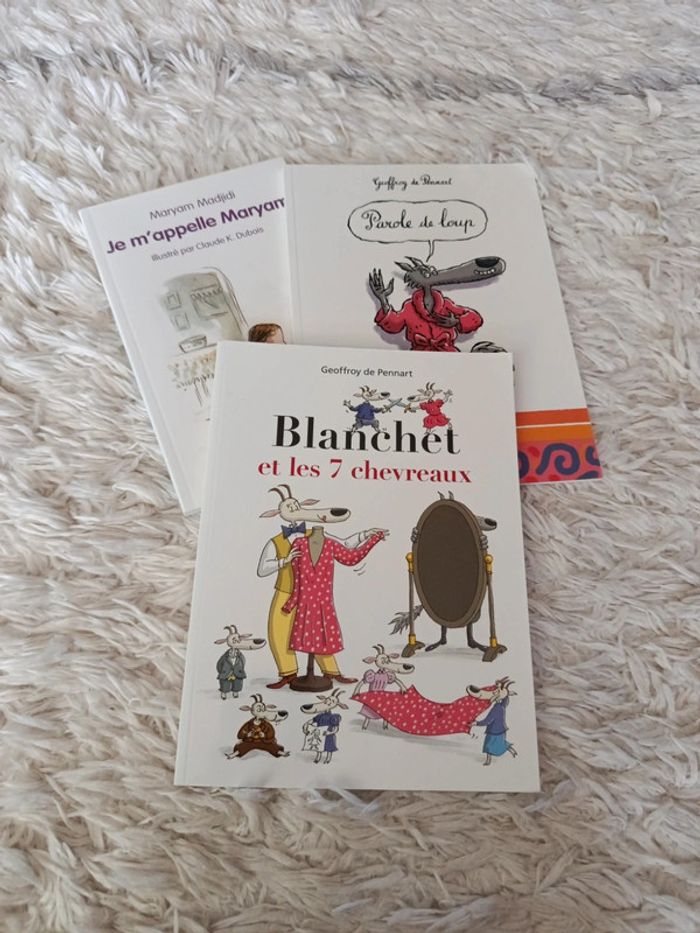 Maryam Madjidi
Je m'appelle Maryam
Illustré par Claude K. Dubois
Geoffroy de Pennart
Parole de loup
Geoffroy de Pennart
Blanchet
et les 7 chevreaux